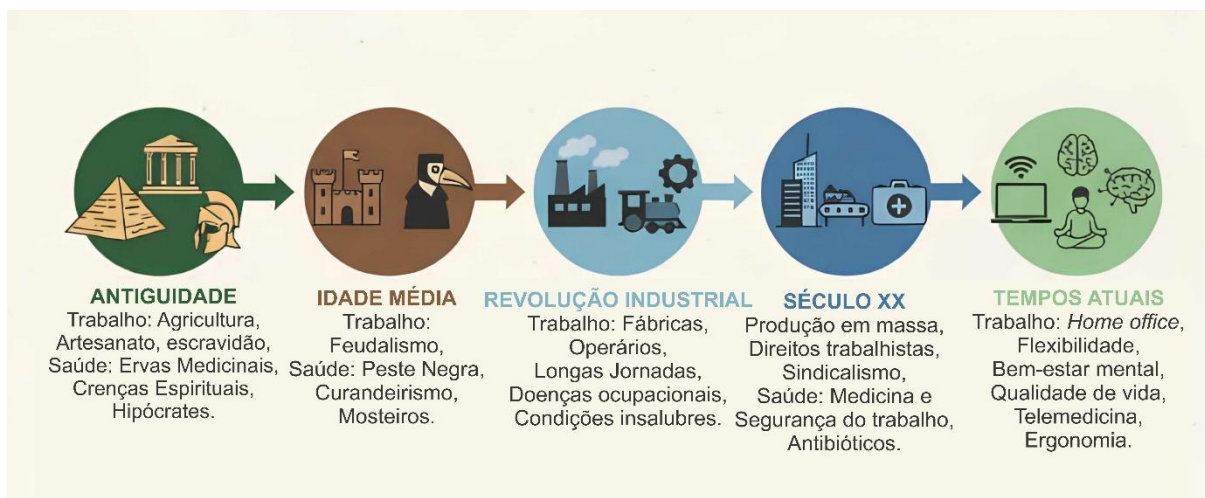 ANTIGUIDADE
Trabalho: Agricultura,
Artesanato, escravidão,
Saúde: Ervas Medicinais,
Crenças Espirituais,
Hipócrates.
IDADE MÉDIA
Trabalho:
Feudalismo,
Saúde: Peste Negra,
Curandeirismo,
Mosteiros.
REVOLUÇÃO INDUSTRIAL
Trabalho: Fábricas,
Operários,
Longas Jornadas,
Doenças ocupacionais,
Condições insalubres.
SÉCULO XX
Produção em massa,
Direitos trabalhistas,
Sindicalismo,
Saúde: Medicina e
Segurança do trabalho,
Antibióticos.
TEMPOS ATUAIS
Trabalho: Home office,
Flexibilidade,
Bem-estar mental,
Qualidade de vida,
Telemedicina,
Ergonomia.